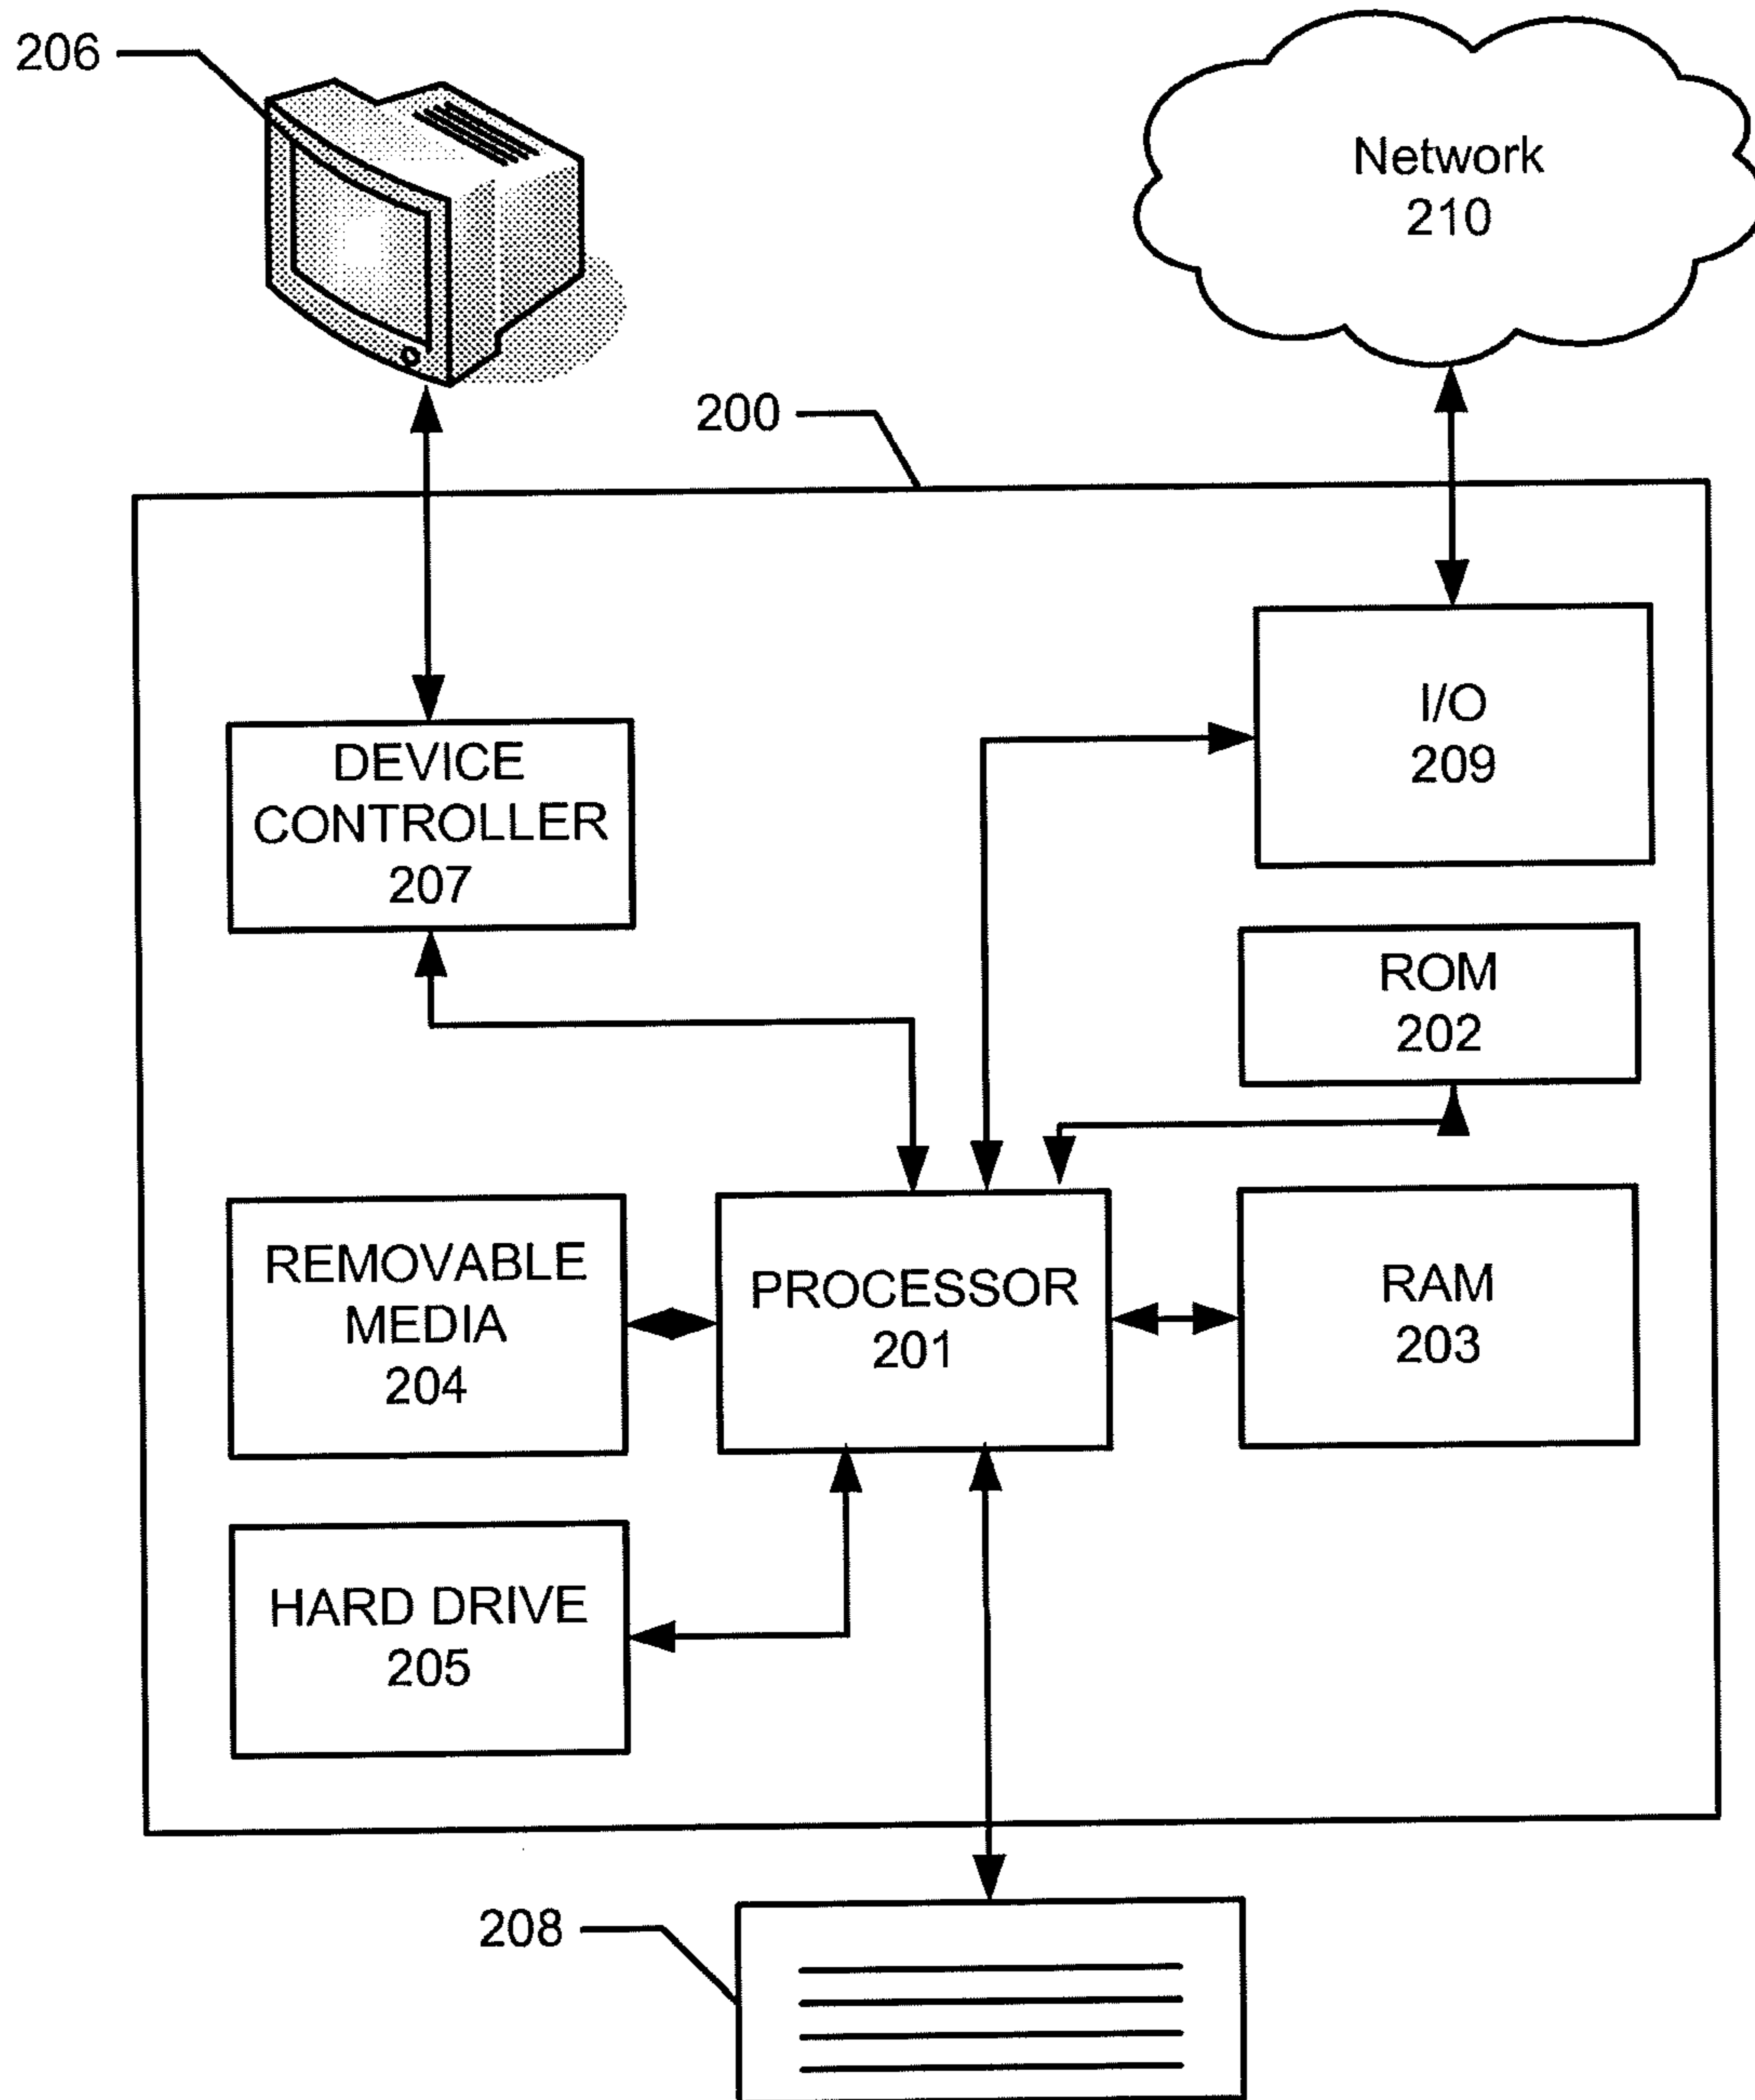 206
Network
210
200
I/O
209
DEVICE
CONTROLLER
207
ROM
202
REMOVABLE
MEDIA
204
PROCESSOR
201
RAM
203
HARD DRIVE
205
208